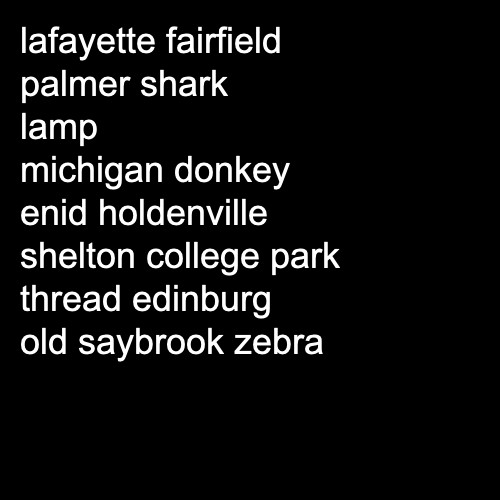 lafayette fairfield
palmer shark
lamp
michigan donkey
enid holdenville
shelton college park
thread edinburg
old saybrook zebra